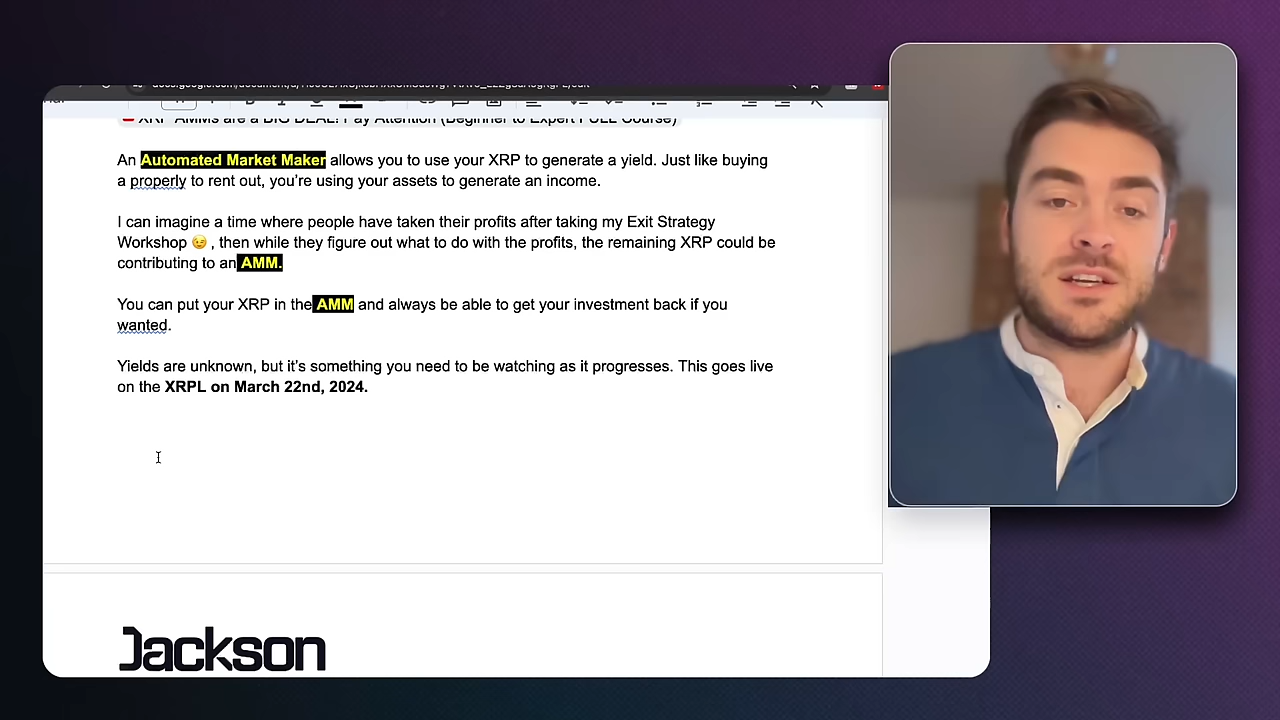 XRP AMMs are a BIG DEAL! Pay Attention (Beginner to Expert FULL Course)
An Automated Market Maker allows you to use your XRP to generate a yield. Just like buying
a properly to rent out, you're using your assets to generate an income.
I can imagine a time where people have taken their profits after taking my Exit Strategy
Workshop 😉 , then while they figure out what to do with the profits, the remaining XRP could be
contributing to an AMM.
You can put your XRP in the AMM and always be able to get your investment back if you
wanted.
Yields are unknown, but it's something you need to be watching as it progresses. This goes live
on the XRPL on March 22nd, 2024.
Jackson